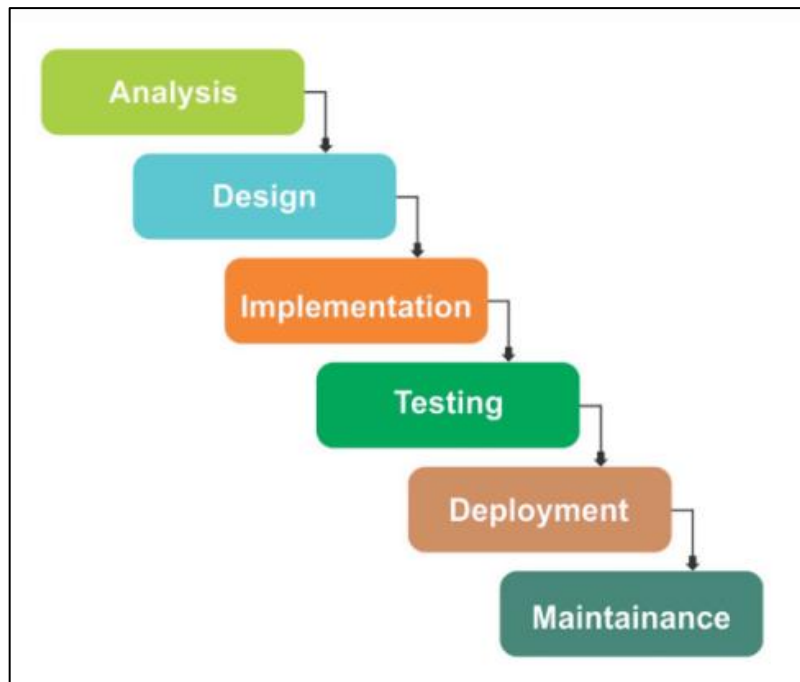 Analysis
Design
Implementation
Testing
Deployment
Maintainance